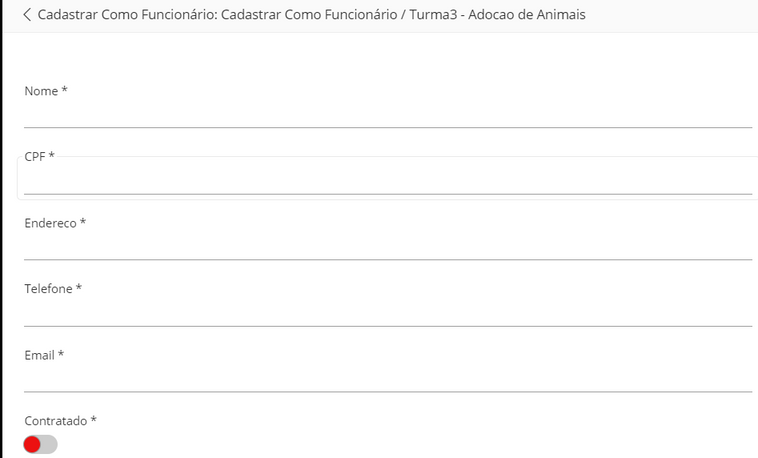 Cadastrar Como Funcionário: Cadastrar Como Funcionário / Turma3 - Adocao de Animais
Nome *
CPF *
Endereco *
Telefone *
Email *
Contratado *